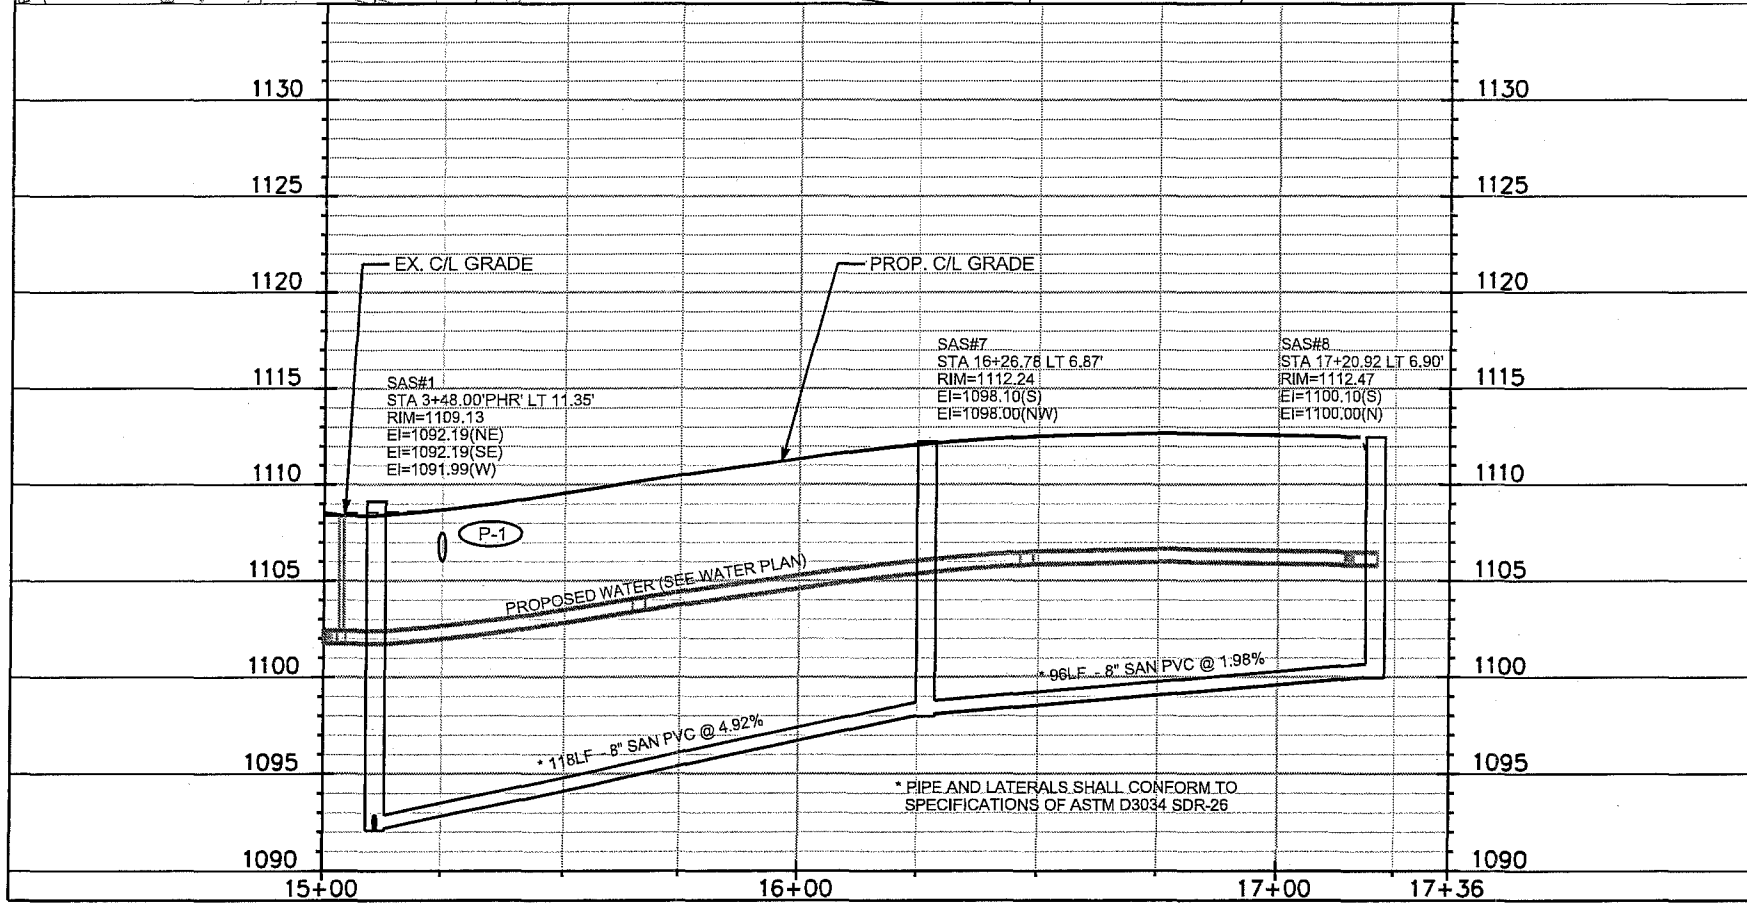 1130
1130
1125
1125
EX. C/L GRADE
PROP. C/L GRADE
1120
1120
SAS#7
STA 16+26.78 LT 6.87'
RIM=1112.24
EI=1098.10(S)
EI=1098.00(NW)
SAS#8
STA 17+20.92 LT 6.90'
RIM=1112.47
EI=1100.10(S)
EI=1100.00(N)
1115
1115
SAS#1
STA 3+48.00'PHR' LT 11.35'
RIM=1109.13
EI=1092.19(NE)
EI=1092.19(SE)
EI=1091.99(W)
1110
1110
P-1
PROPOSED WATER (SEE WATER PLAN)
1105
1105
1100
1100
* 96LF - 8" SAN PVC @ 1.98%
* 118LF - 8" SAN PVC @ 4.92%
1095
1095
* PIPE AND LATERALS SHALL CONFORM TO
SPECIFICATIONS OF ASTM D3034 SDR-26
1090
1090
15+00
16+00
17+00
17+36